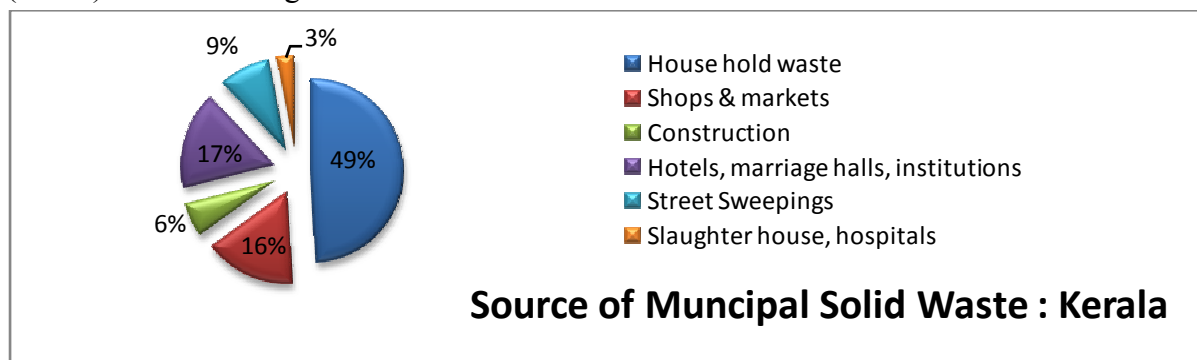 3%
9%
17%
49%
6%
16%
House hold waste
Shops & markets
Construction
Hotels, marriage halls, institutions
Street Sweepings
Slaughter house, hospitals
Source of Muncipal Solid Waste : Kerala